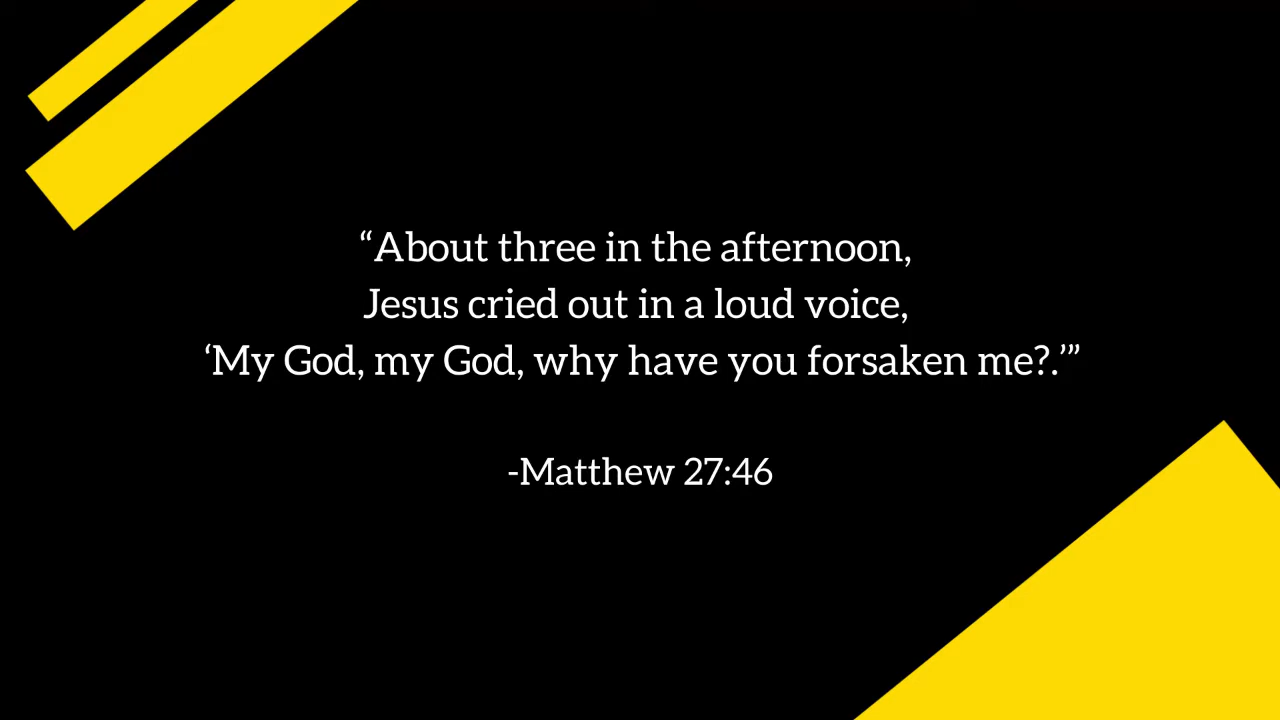 “About three in the afternoon,
Jesus cried out in a loud voice,
‘My God, my God, why have you forsaken me?.’”
-Matthew 27:46